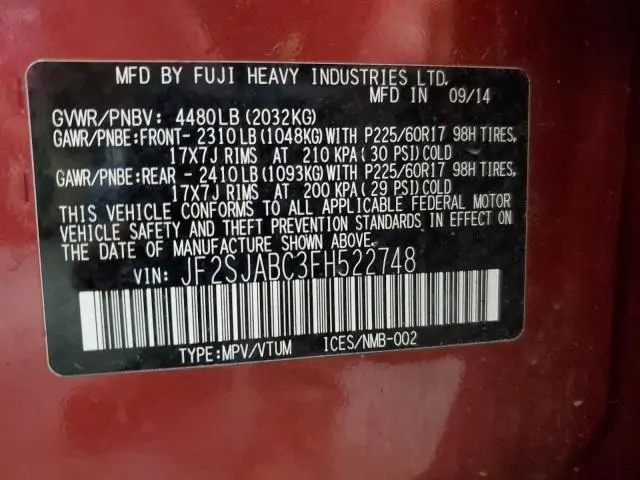 MFD BY FUJI HEAVY INDUSTRIES LTD.
MFD IN 09/14
GVWR/PNBV: 4480LB (2032KG)
GAWR/PNBE:FRONT- 2310LB (1048KG) WITH P225/60R17 98H TIRES,
17X7J RIMS AT 210 KPA (30 PSI) COLD
GAWR/PNBE:REAR - 2410LB (1093KG) WITH P225/60R17 98H TIRES,
17X7J RIMS AT 200 KPA (29 PSI) COLD
THIS VEHICLE CONFORMS TO ALL APPLICABLE FEDERAL MOTOR
VEHICLE SAFETY AND THEFT PREVENTION STANDARDS IN EFFECT ON
THE DATE OF MANUFACTURE SHOWN ABOVE.
VIN: JF2SJABC3FH522748
TYPE:MPV/VTUM ICES/NMB-002